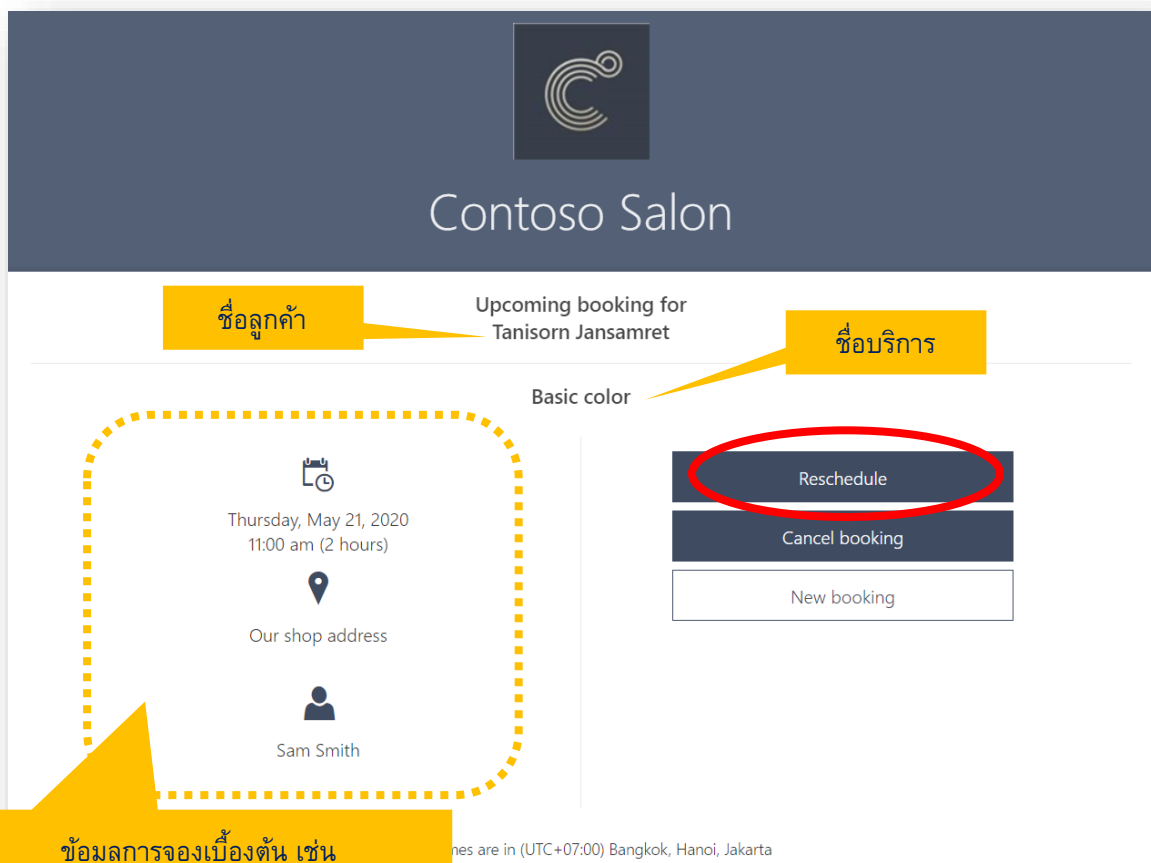 Contoso Salon
ชื่อลูกค้า
Upcoming booking for
Tanisorn Jansamret
ชื่อบริการ
Basic color
Thursday, May 21, 2020
11:00 am (2 hours)
Our shop address
Sam Smith
Reschedule
Cancel booking
New booking
ข้อมูลการจองเบื้องต้น เช่น
are in (UTC+07:00) Bangkok, Hanoi, Jakarta